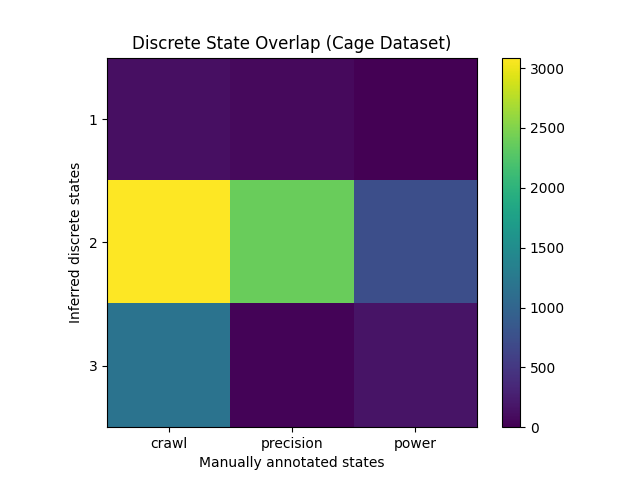 Discrete State Overlap (Cage Dataset)
Inferred discrete states
1
2
3
crawl precision power
Manually annotated states
3000
2500
2000
1500
1000
500
0